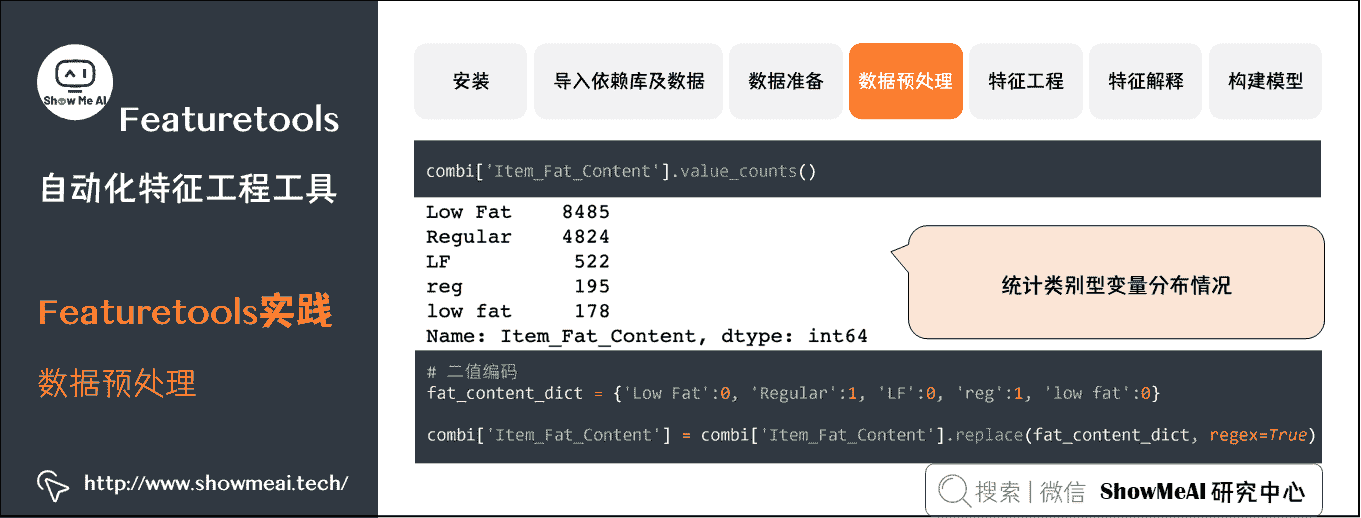 Show Me AI
Featuretools
自动化特征工程工具
Featuretools实践
数据预处理
http://www.showmeai.tech/
安装 导入依赖库及数据 数据准备 数据预处理 特征工程 特征解释 构建模型
combi['Item_Fat_Content'].value_counts()
Low Fat 8485
Regular 4824
LF 522
reg 195
low fat 178
Name: Item_Fat_Content, dtype: int64
统计类别型变量分布情况
# 二值编码
fat_content_dict = {'Low Fat':0, 'Regular':1, 'LF':0, 'reg':1, 'low fat':0}
combi['Item_Fat_Content'] = combi['Item_Fat_Content'].replace(fat_content_dict, regex=True)
搜索 | 微信 ShowMeAI 研究中心